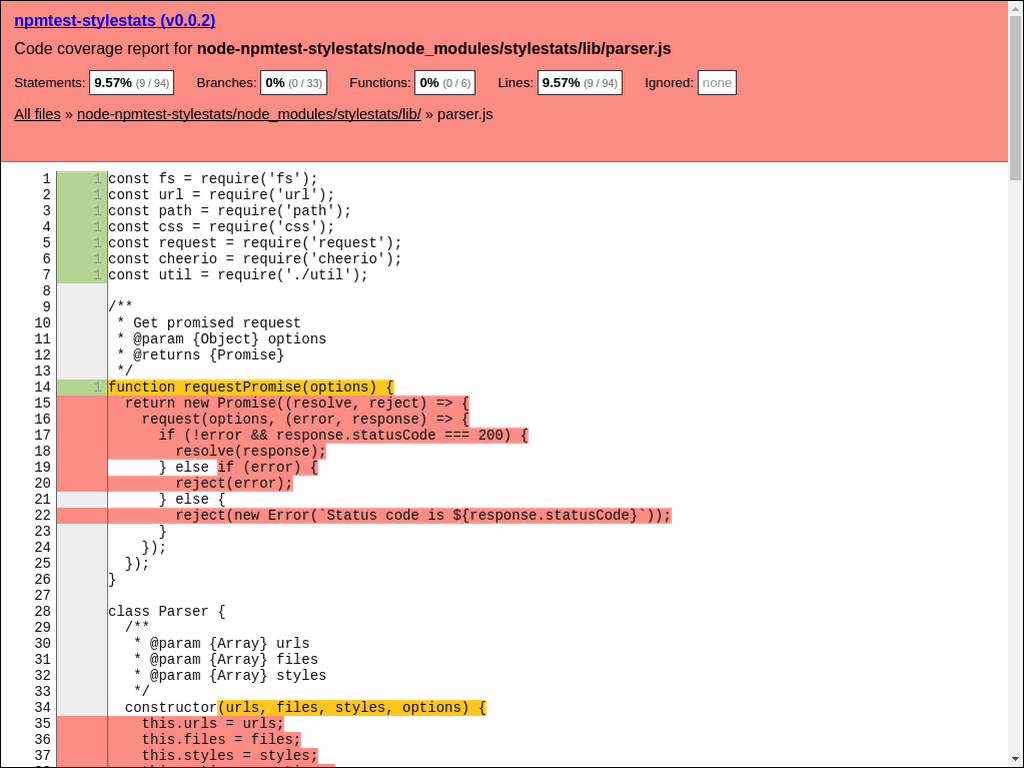 npmtest-stylestats (v0.0.2)
Code coverage report for node-npmtest-stylestats/node_modules/stylestats/lib/parser.js
Statements: 9.57% (9 / 94) Branches: 0% (0 / 33) Functions: 0% (0 / 6) Lines: 9.57% (9 / 94) Ignored: none
All files » node-npmtest-stylestats/node_modules/stylestats/lib/ » parser.js
1 1 const fs = require('fs');
2 1 const url = require('url');
3 1 const path = require('path');
4 1 const css = require('css');
5 1 const request = require('request');
6 1 const cheerio = require('cheerio');
7 1 const util = require('./util');
8
9 /**
10  * Get promised request
11  * @param {Object} options
12  * @returns {Promise}
13  */
14 1 function requestPromise(options) {
15   return new Promise((resolve, reject) => {
16     request(options, (error, response) => {
17       if (!error && response.statusCode === 200) {
18         resolve(response);
19       } else if (error) {
20         reject(error);
21       } else {
22         reject(new Error(`Status code is ${response.statusCode}`));
23       }
24     });
25   });
26 }
27
28 class Parser {
29   /**
30    * @param {Array} urls
31    * @param {Array} files
32    * @param {Array} styles
33    */
34   constructor(urls, files, styles, options) {
35     this.urls = urls;
36     this.files = files;
37     this.styles = styles;